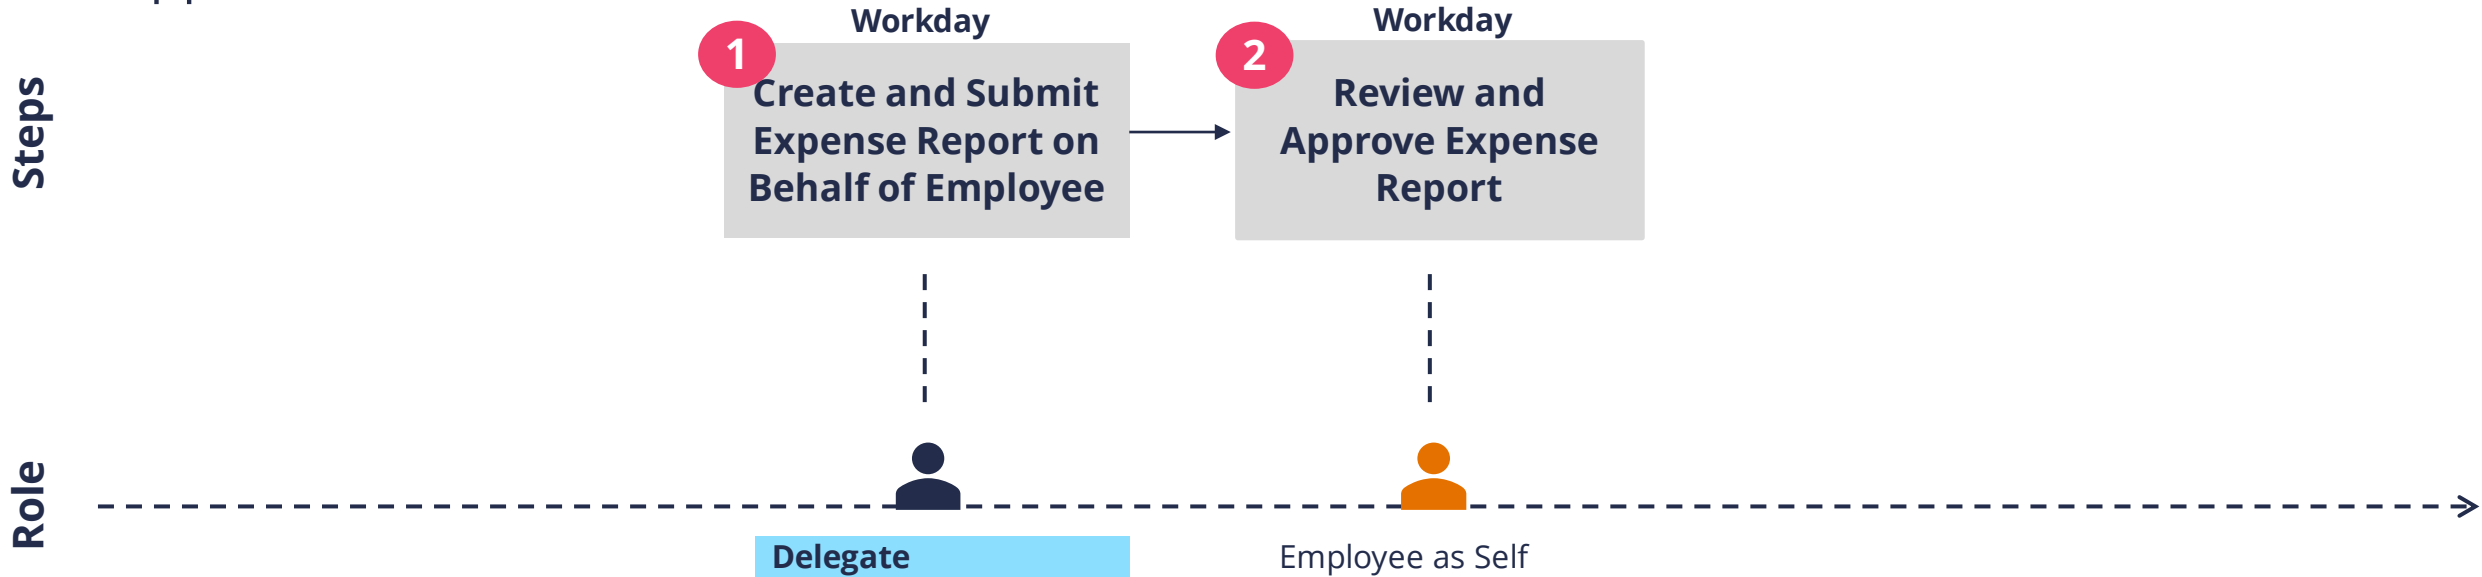 Workday
Workday
1
2
Steps
Create and Submit
Expense Report on
Behalf of Employee
Review and
Approve Expense
Report
Role
Delegate
Employee as Self